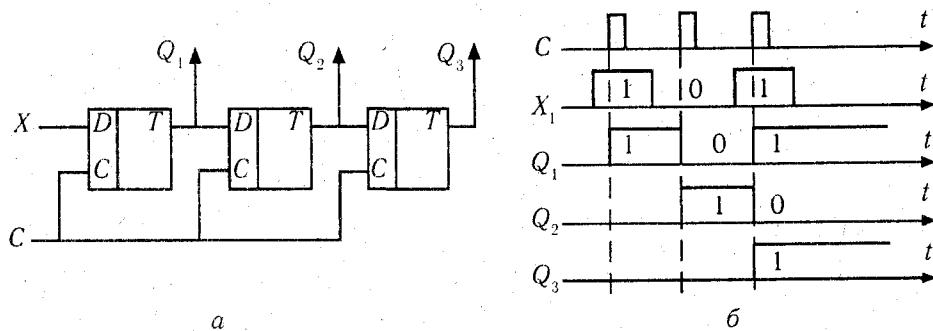 Q₁ Q₂ Q₃
X D T D T D T
C C C
C
а
C t
X₁ 1 0 1 t
Q₁ 1 0 1 t
Q₂ 1 0 t
Q₃ 1 t
б